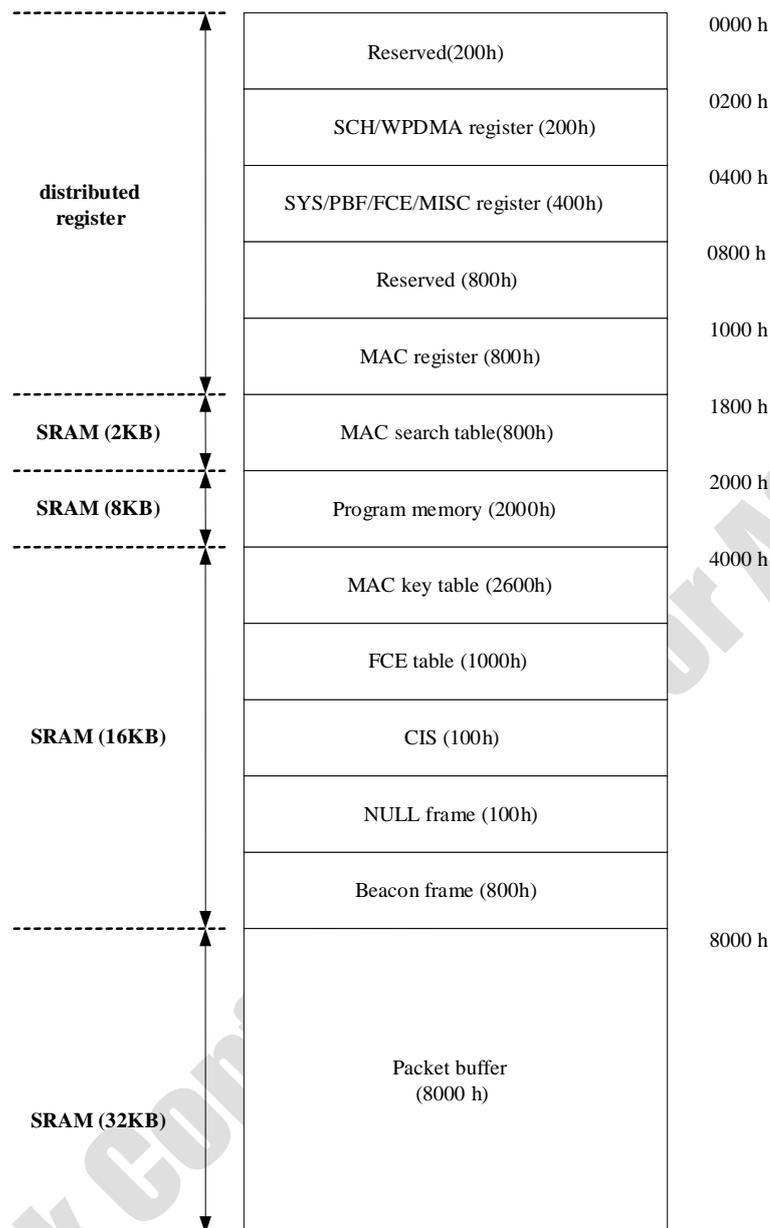 0000 h
Reserved(200h)
0200 h
SCH/WPDMA register (200h)
0400 h
distributed
register
SYS/PBF/FCE/MISC register (400h)
0800 h
Reserved (800h)
1000 h
MAC register (800h)
1800 h
SRAM (2KB)
MAC search table(800h)
2000 h
SRAM (8KB)
Program memory (2000h)
4000 h
MAC key table (2600h)
FCE table (1000h)
SRAM (16KB)
CIS (100h)
NULL frame (100h)
Beacon frame (800h)
8000 h
Packet buffer
(8000 h)
SRAM (32KB)